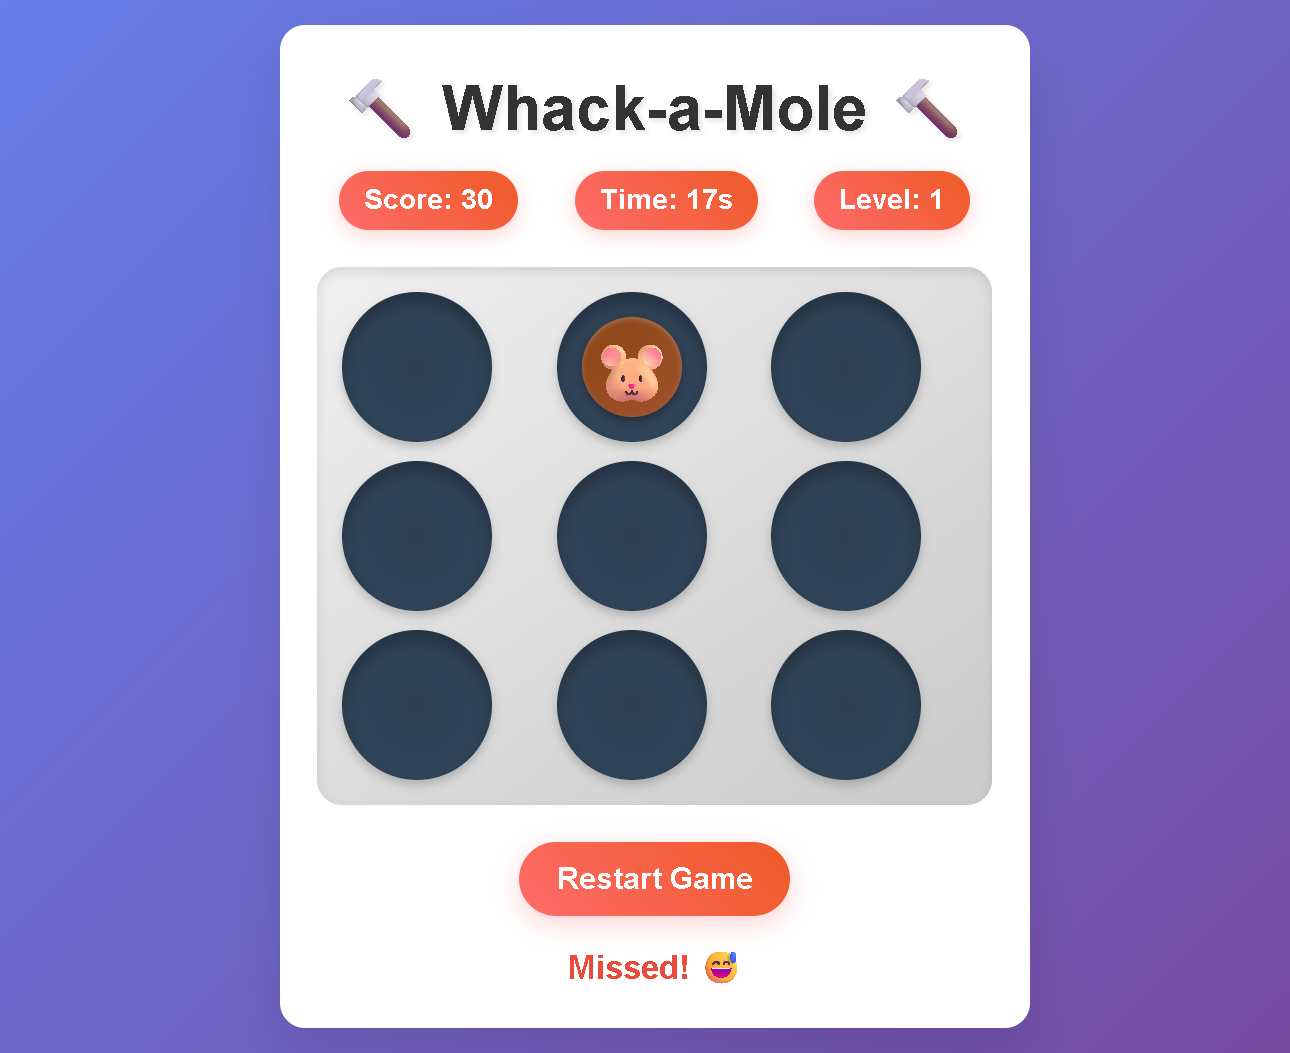 Whack-a-Mole
Score: 30
Time: 17s
Level: 1
Restart Game
Missed! 😅